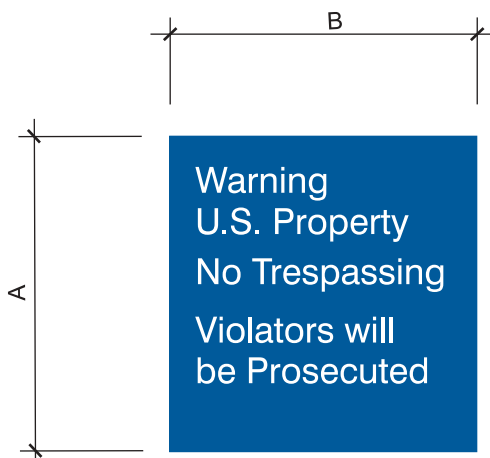 B
A
Warning
U.S. Property
No Trespassing
Violators will
be Prosecuted